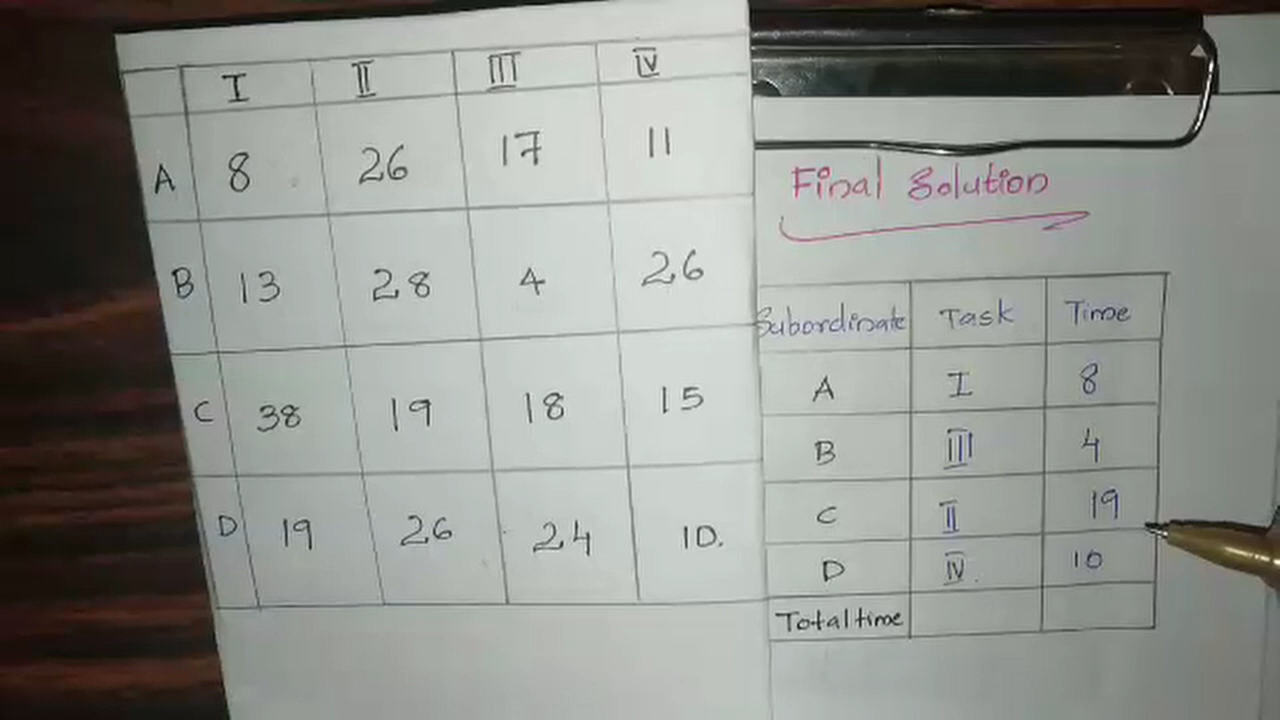 I II III IV
A 8 26 17 11
B 13 28 4 26
C 38 19 18 15
D 19 26 24 10.
Final Solution
Subordinate Task Time
A I 8
B III 4
C II 19
D IV. 10
Total time